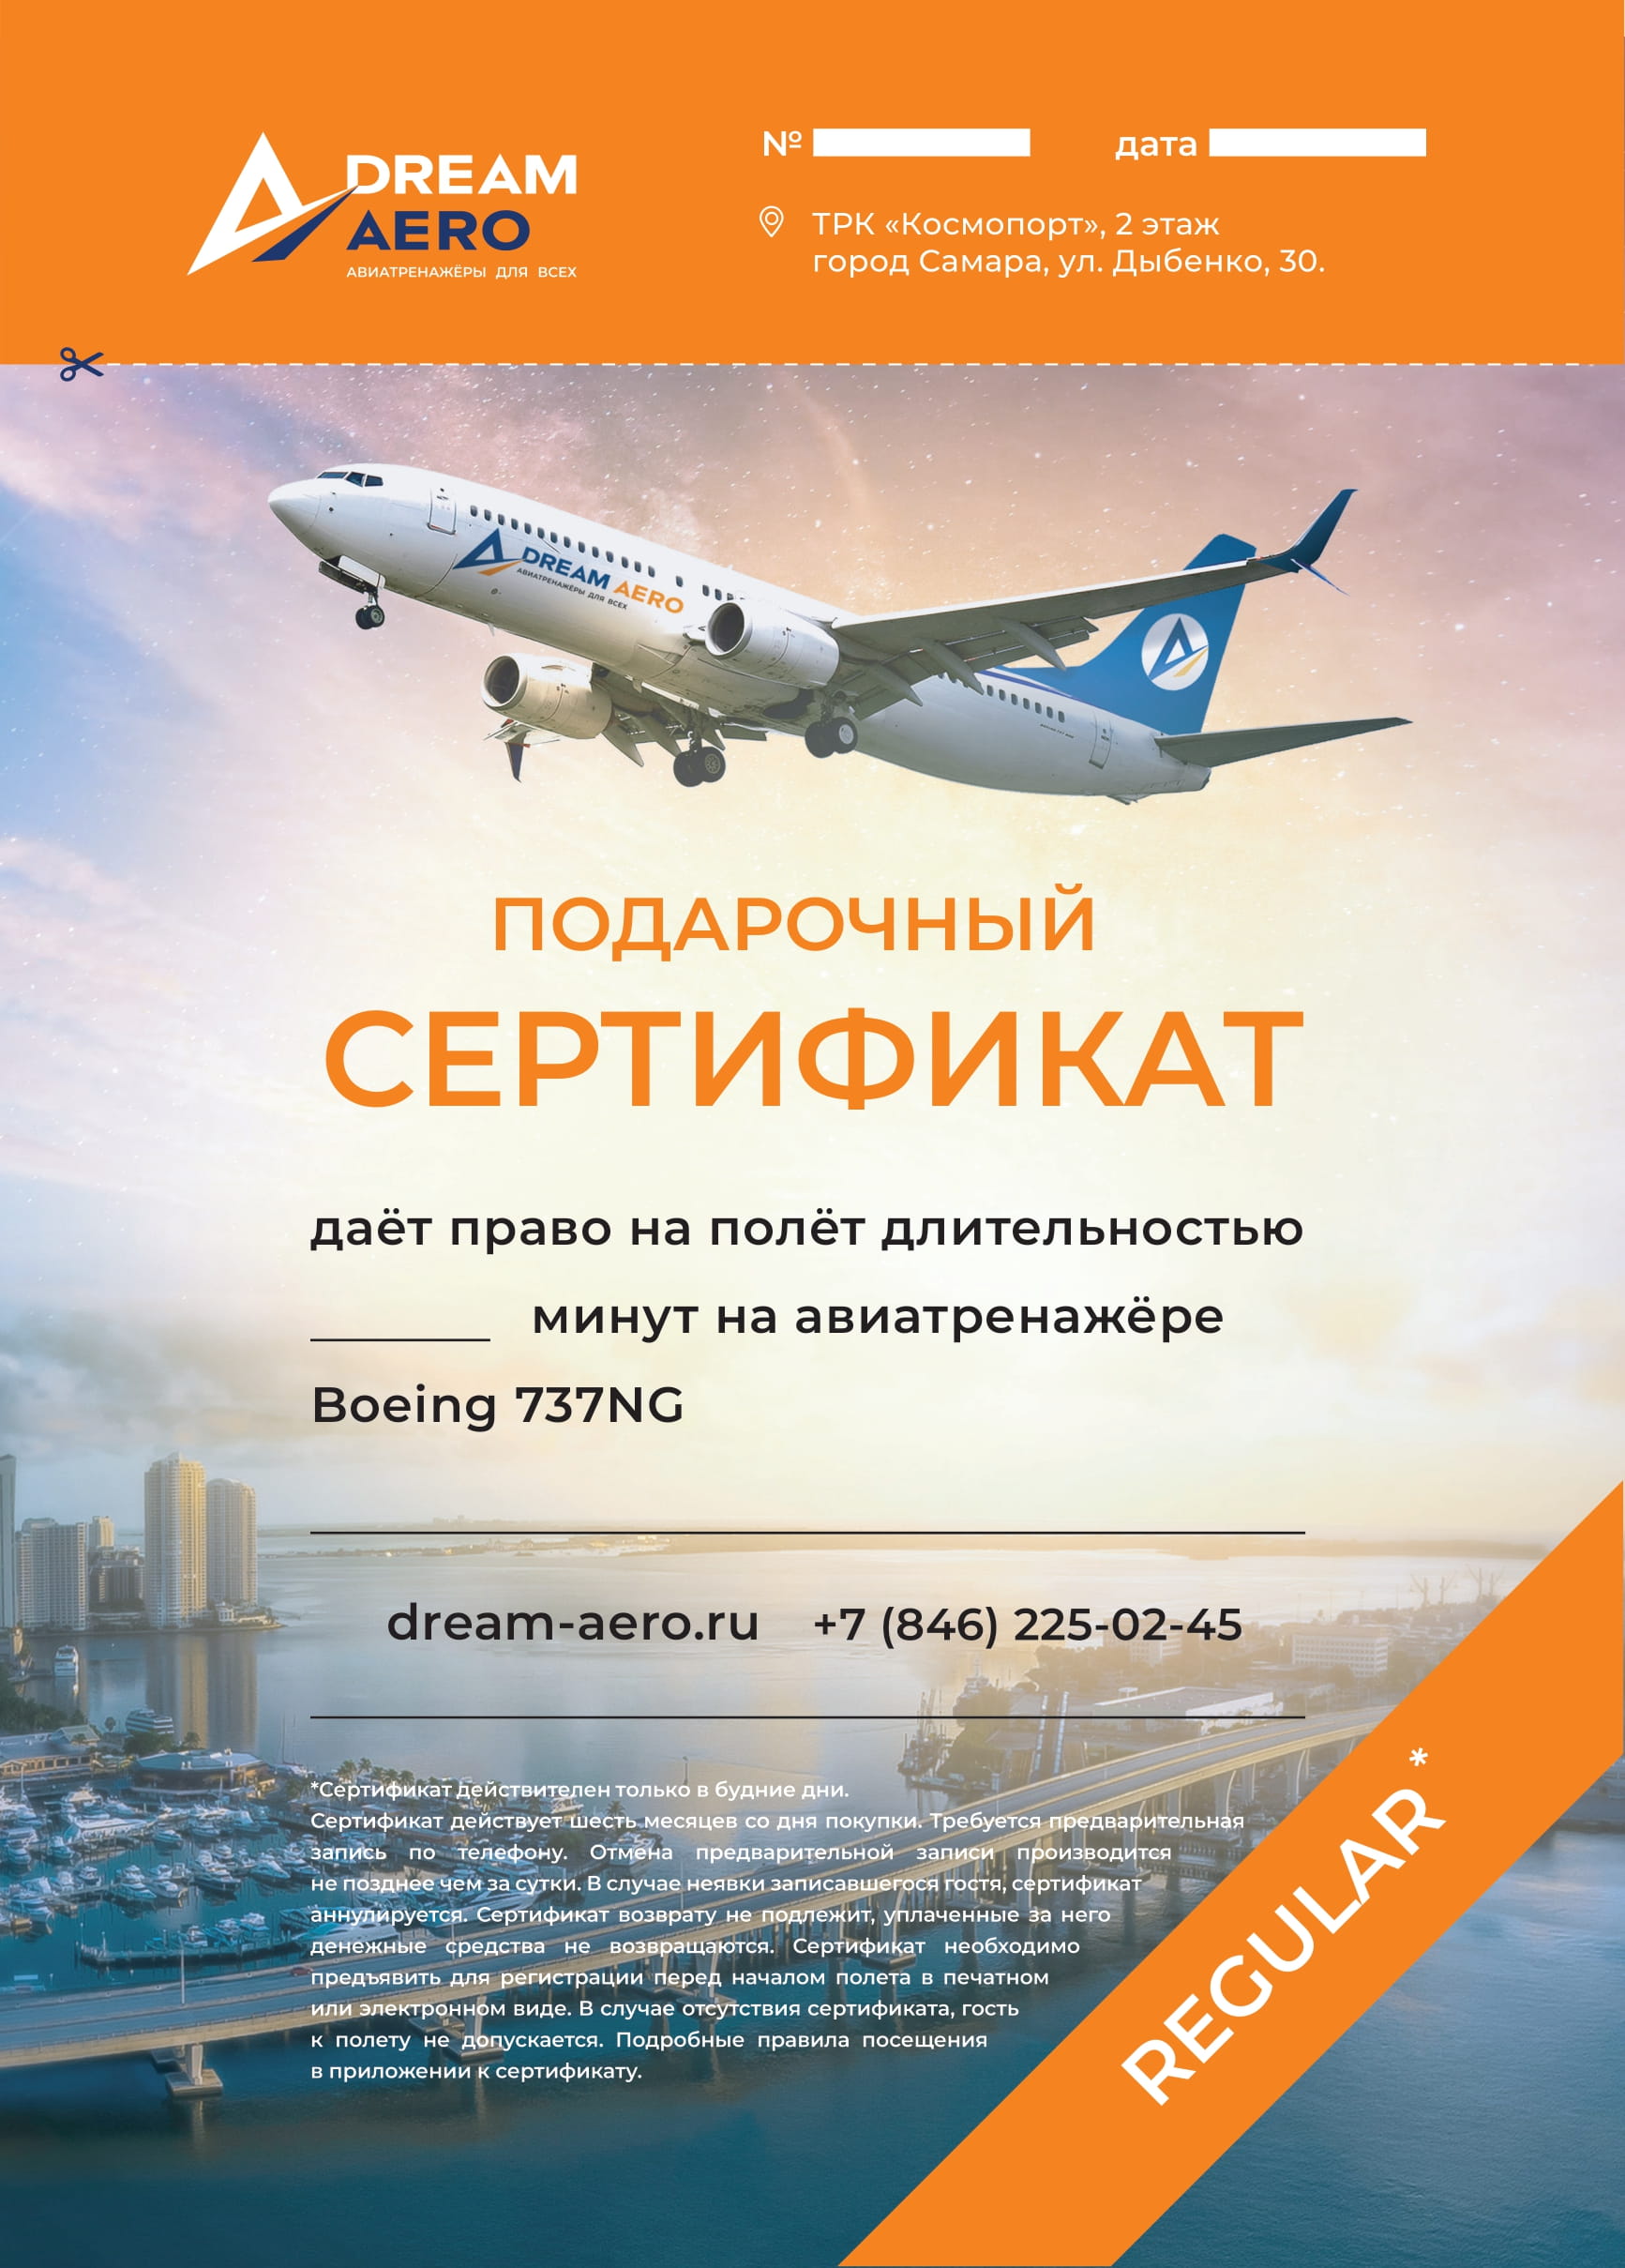 DREAM
AERO
АВИАТРЕНАЖЁРЫ ДЛЯ ВСЕХ
№
дата
ТРК «Космопорт», 2 этаж
город Самара, ул. Дыбенко, 30.
DREAM AERO
АВИАТРЕНАЖЁРЫ ДЛЯ ВСЕХ
ПОДАРОЧНЫЙ
СЕРТИФИКАТ
даёт право на полёт длительностью
______ минут на авиатренажёре
Boeing 737NG
dream-aero.ru +7 (846) 225-02-45
*Сертификат действителен только в будние дни.
Сертификат действует шесть месяцев со дня покупки. Требуется предварительная
запись по телефону. Отмена предварительной записи производится
не позднее чем за сутки. В случае неявки записавшегося гостя, сертификат
аннулируется. Сертификат возврату не подлежит, уплаченные за него
денежные средства не возвращаются. Сертификат необходимо
предъявить для регистрации перед началом полета в печатном
или электронном виде. В случае отсутствия сертификата, гость
к полету не допускается. Подробные правила посещения
в приложении к сертификату.
REGULAR *